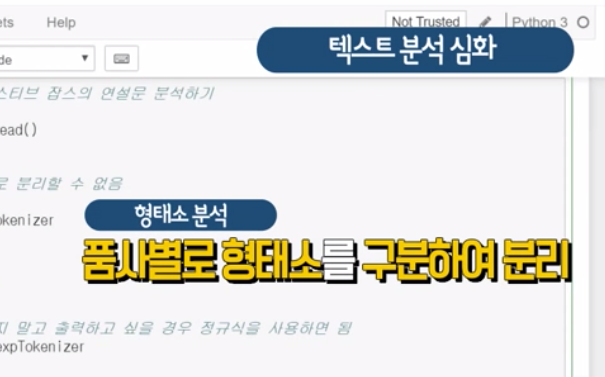 Help
Not Trusted
Python 3
텍스트 분석 심화
스티브 잡스의 연설문 분석하기
ead()
로 분리할 수 없음
okenizer
형태소 분석
품사별로 형태소를 구분하여 분리
지 말고 출력하고 싶을 경우 정규식을 사용하면 됨
expTokenizer